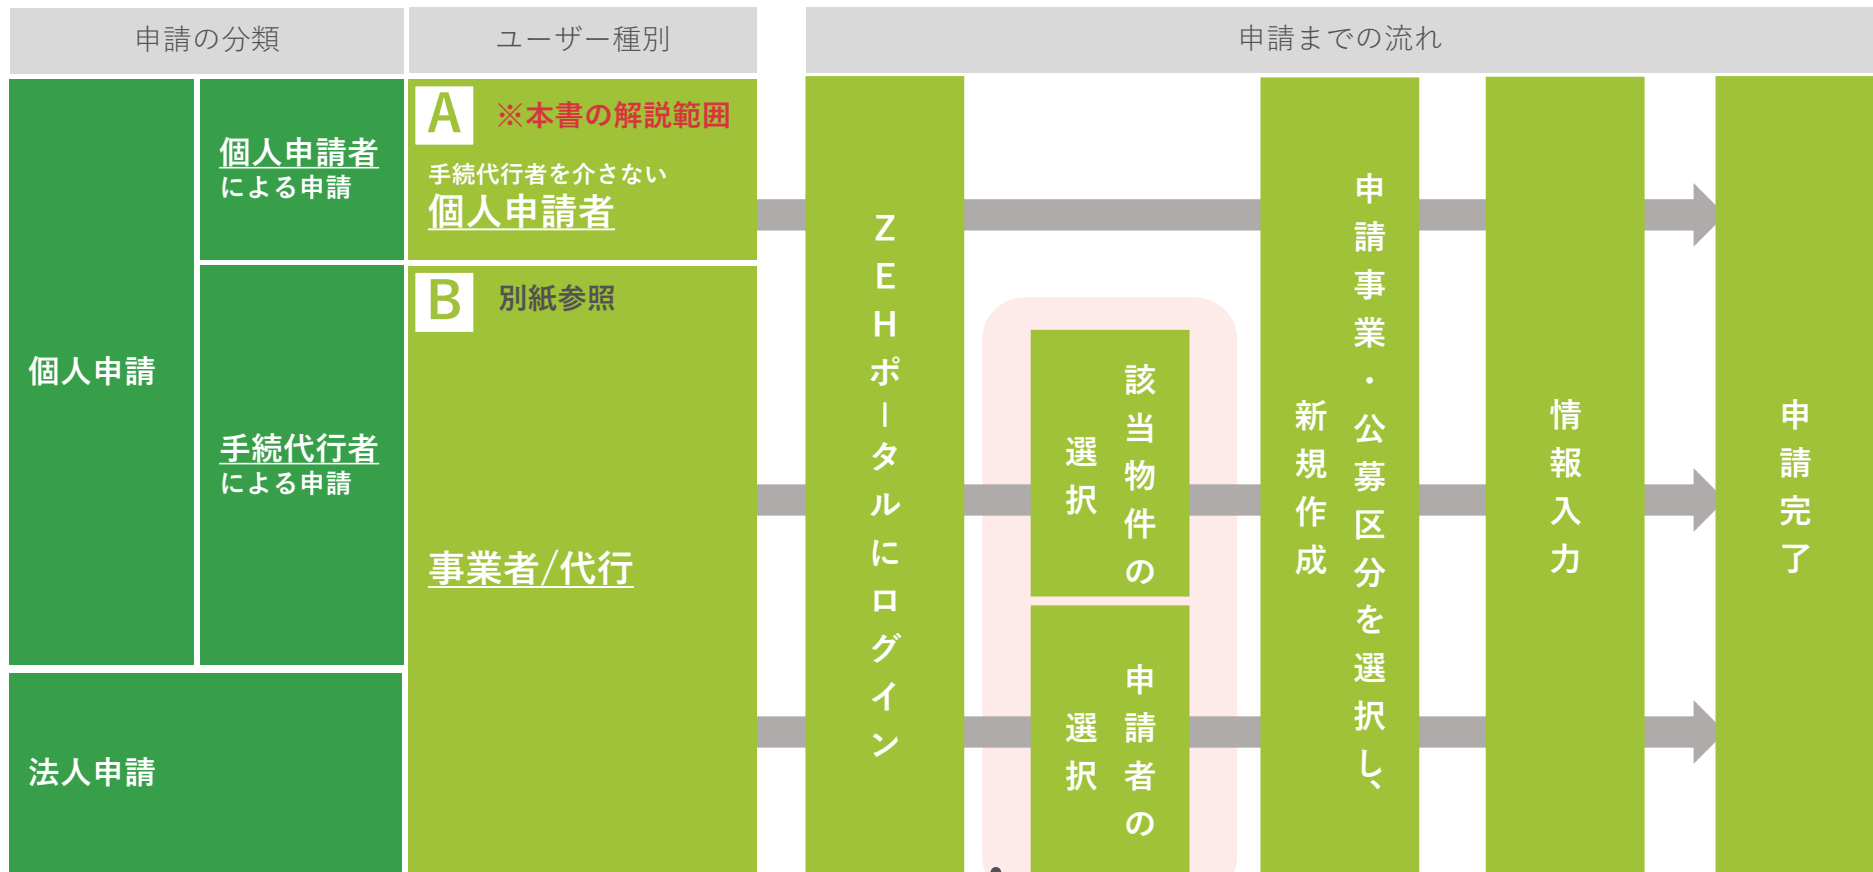 申請の分類
ユーザー種別
申請までの流れ
個人申請
個人申請者
による申請
A
※本書の解説範囲
手続代行者を介さない
個人申請者
手続代行者
による申請
B
別紙参照
事業者/代行
法人申請
ZEHポータルにログイン
該当物件の
選択
申請者の
選択
申請事業・公募区分を選択し、
新規作成
情報入力
申請完了